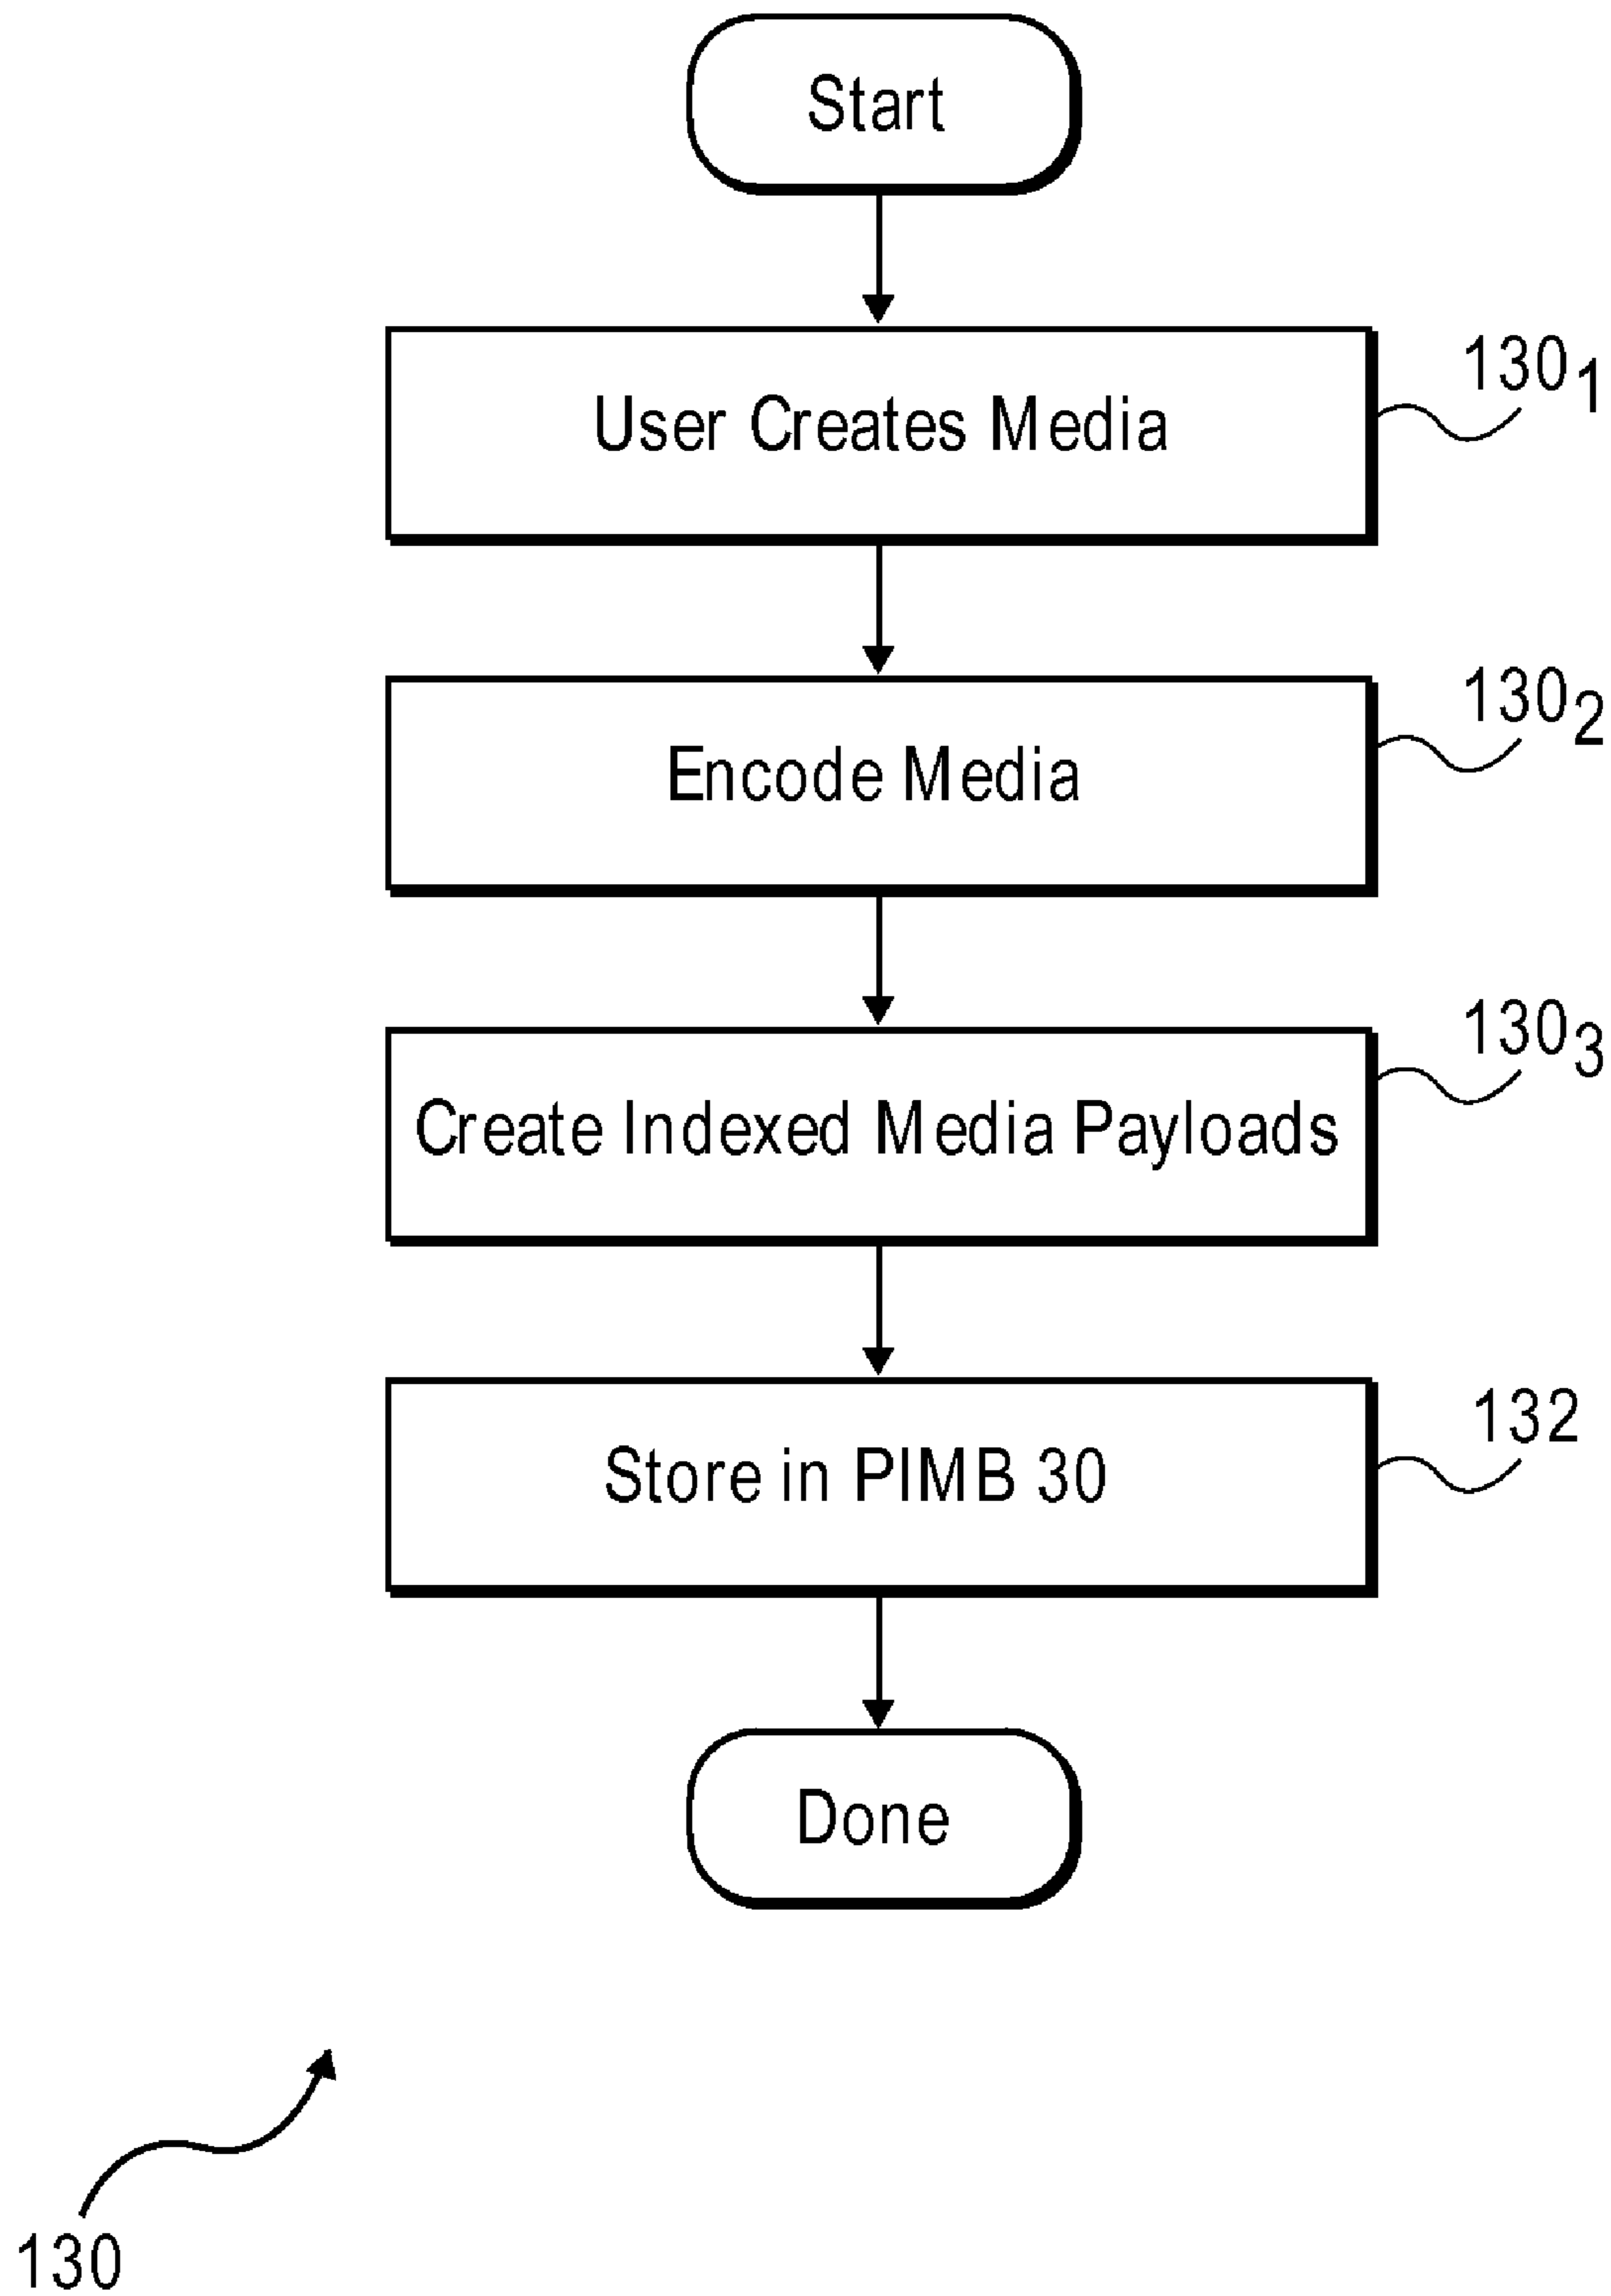 Start
130₁
User Creates Media
130₂
Encode Media
130₃
Create Indexed Media Payloads
132
Store in PIMB 30
Done
130